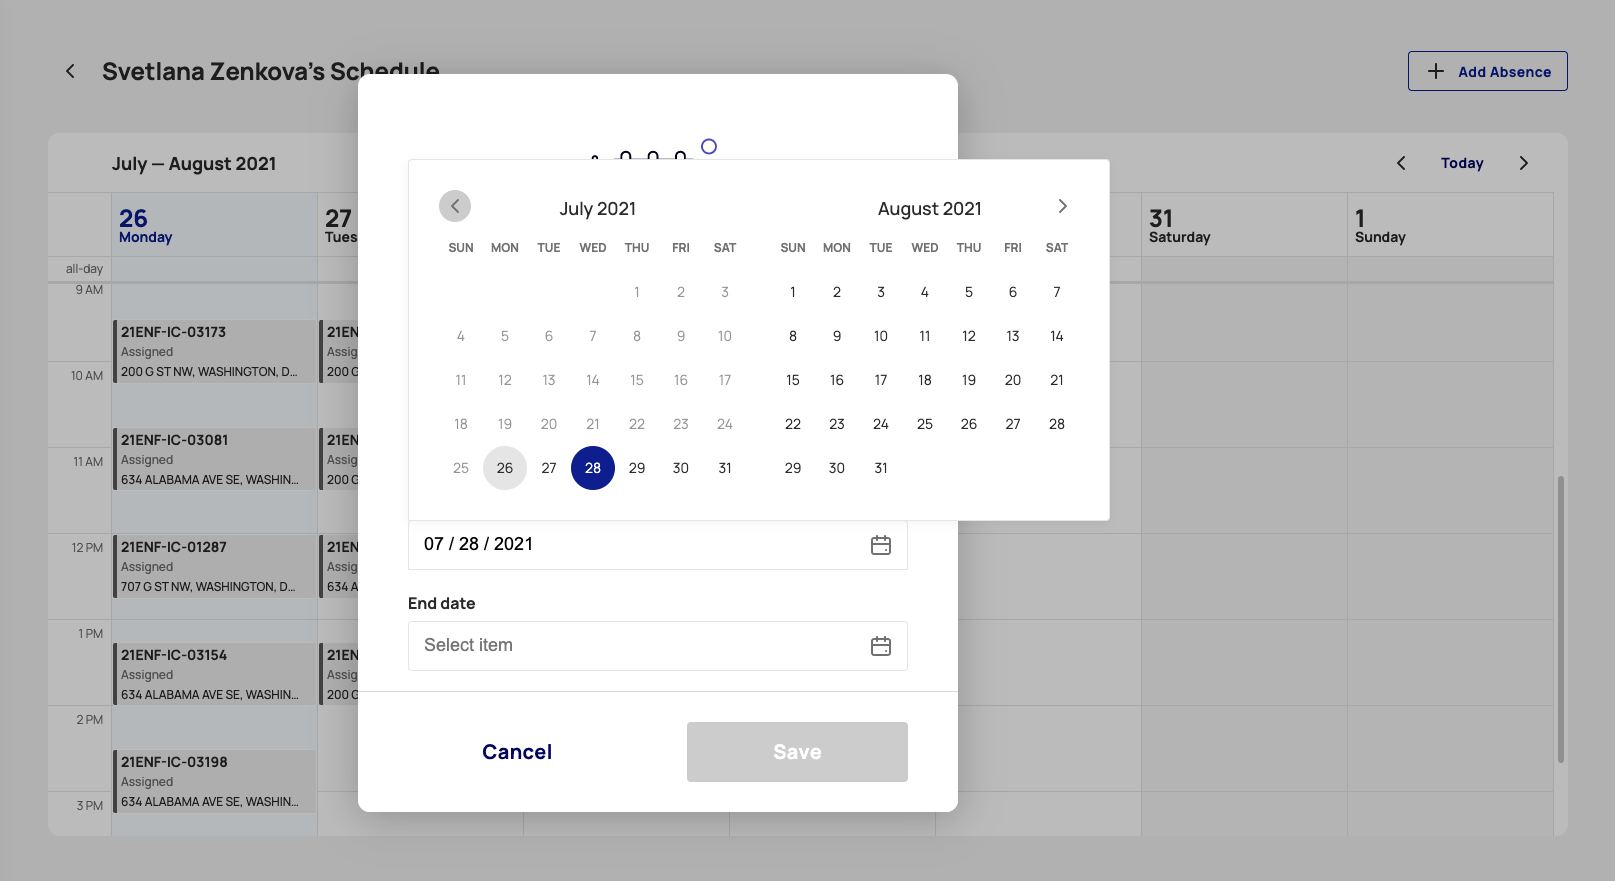 Svetlana Zenkova's Schedule
Add Absence
July — August 2021
Today
26
Monday
27
Tues
31
Saturday
1
Sunday
all-day
9 AM
10 AM
11 AM
12 PM
1 PM
2 PM
3 PM
21ENF-IC-03173
Assigned
200 G ST NW, WASHINGTON, D...
21ENF-IC-03081
Assigned
634 ALABAMA AVE SE, WASHIN...
21ENF-IC-01287
Assigned
707 G ST NW, WASHINGTON, D...
21ENF-IC-03154
Assigned
634 ALABAMA AVE SE, WASHIN...
21ENF-IC-03198
Assigned
634 ALABAMA AVE SE, WASHIN...
21EN
Assig
200 G
21EN
Assig
200 G
21EN
Assig
634 A
21EN
Assig
200 G
July 2021
SUN MON TUE WED THU FRI SAT
1 2 3
4 5 6 7 8 9 10
11 12 13 14 15 16 17
18 19 20 21 22 23 24
25 26 27 28 29 30 31
August 2021
SUN MON TUE WED THU FRI SAT
1 2 3 4 5 6 7
8 9 10 11 12 13 14
15 16 17 18 19 20 21
22 23 24 25 26 27 28
29 30 31
07 / 28 / 2021
End date
Select item
Cancel
Save